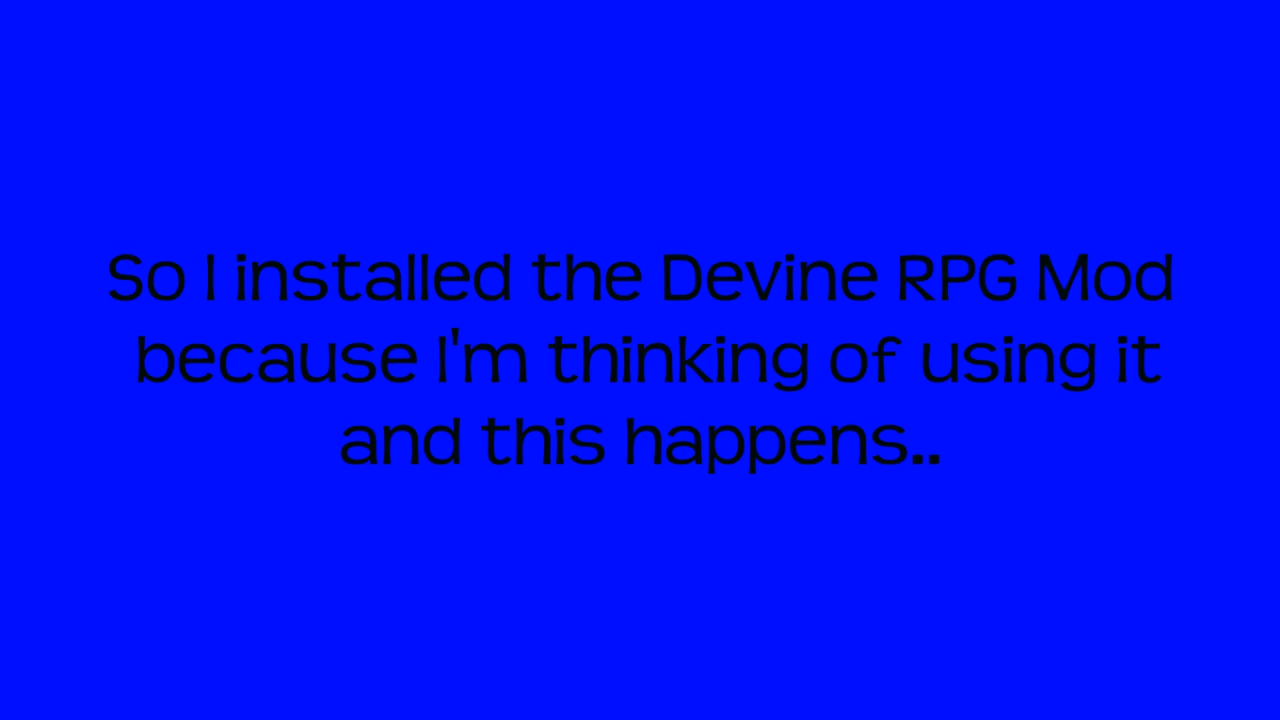 So I installed the Devine RPG Mod
because I'm thinking of using it
and this happens..